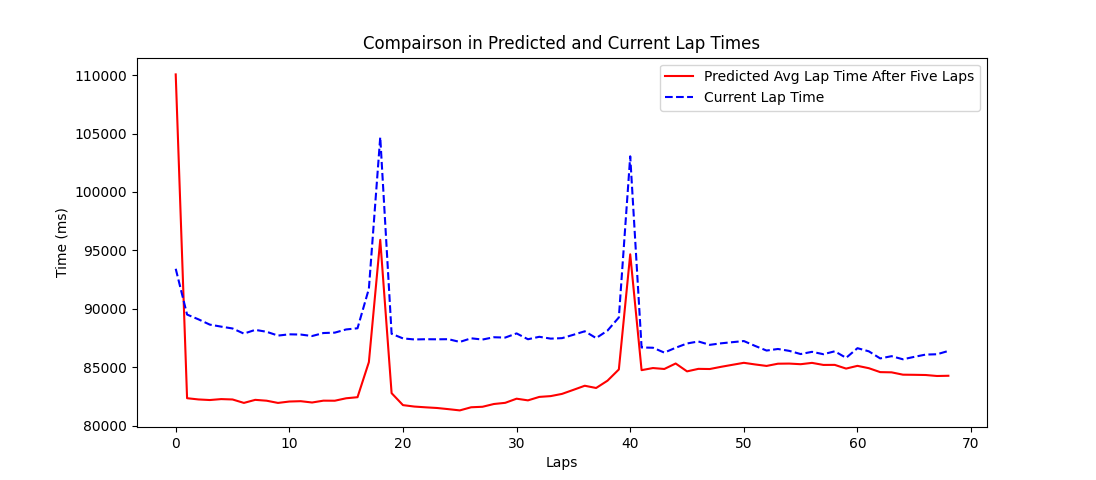 Compairson in Predicted and Current Lap Times
Predicted Avg Lap Time After Five Laps
Current Lap Time
Time (ms)
110000
105000
100000
95000
90000
85000
80000
0 10 20 30 40 50 60 70
Laps